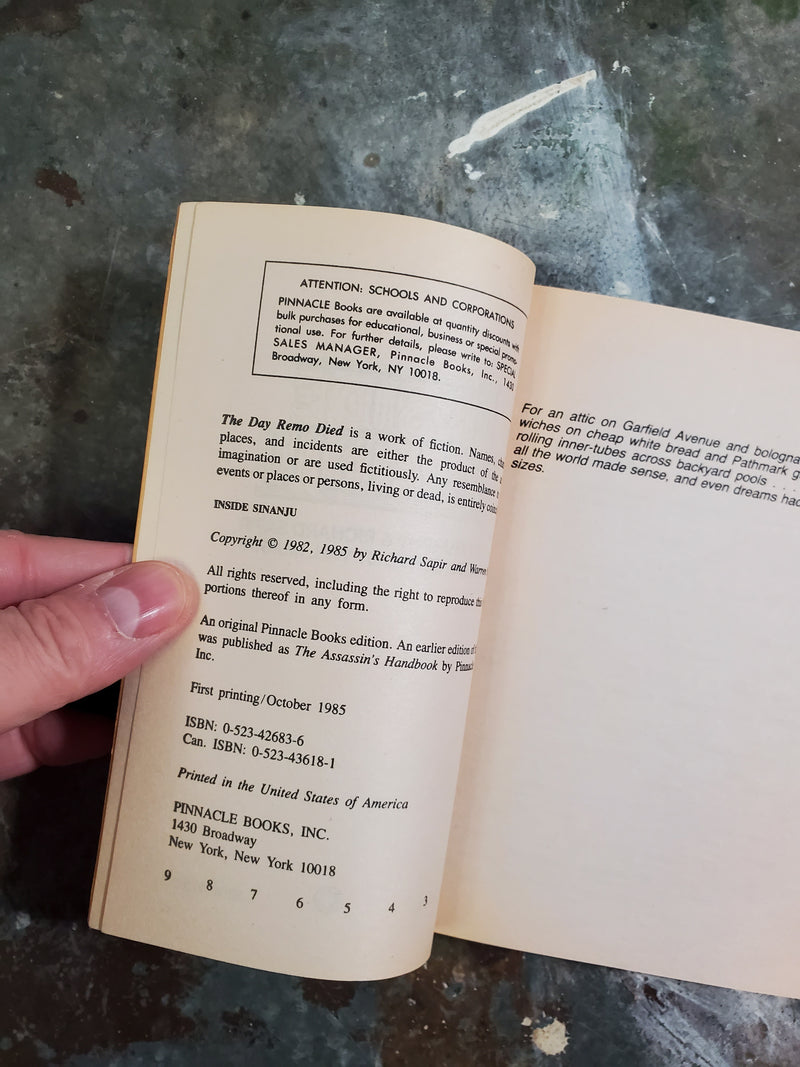 ATTENTION: SCHOOLS AND CORPORATIONS
PINNACLE Books are available at quantity discounts with
bulk purchases for educational, business or special promo-
tional use. For further details, please write to: SPECIAL
SALES MANAGER, Pinnacle Books, Inc., 1430
Broadway, New York, NY 10018.
The Day Remo Died is a work of fiction. Names,
places, and incidents are either the product of the
imagination or are used fictitiously. Any resemblance
events or places or persons, living or dead, is entirely
INSIDE SINANJU
Copyright © 1982, 1985 by Richard Sapir and Warren
All rights reserved, including the right to reproduce
portions thereof in any form.
An original Pinnacle Books edition. An earlier edition
was published as The Assassin's Handbook by
Inc.
First printing/October 1985
ISBN: 0-523-42683-6
Can. ISBN: 0-523-43618-1
Printed in the United States of America
PINNACLE BOOKS, INC.
1430 Broadway
New York, New York 10018
9 8 7 6 5 4 3
For an attic on Garfield Avenue and bologna
wiches on cheap white bread and Pathmark
rolling inner-tubes across backyard pools . . .
all the world made sense, and even dreams had
sizes.